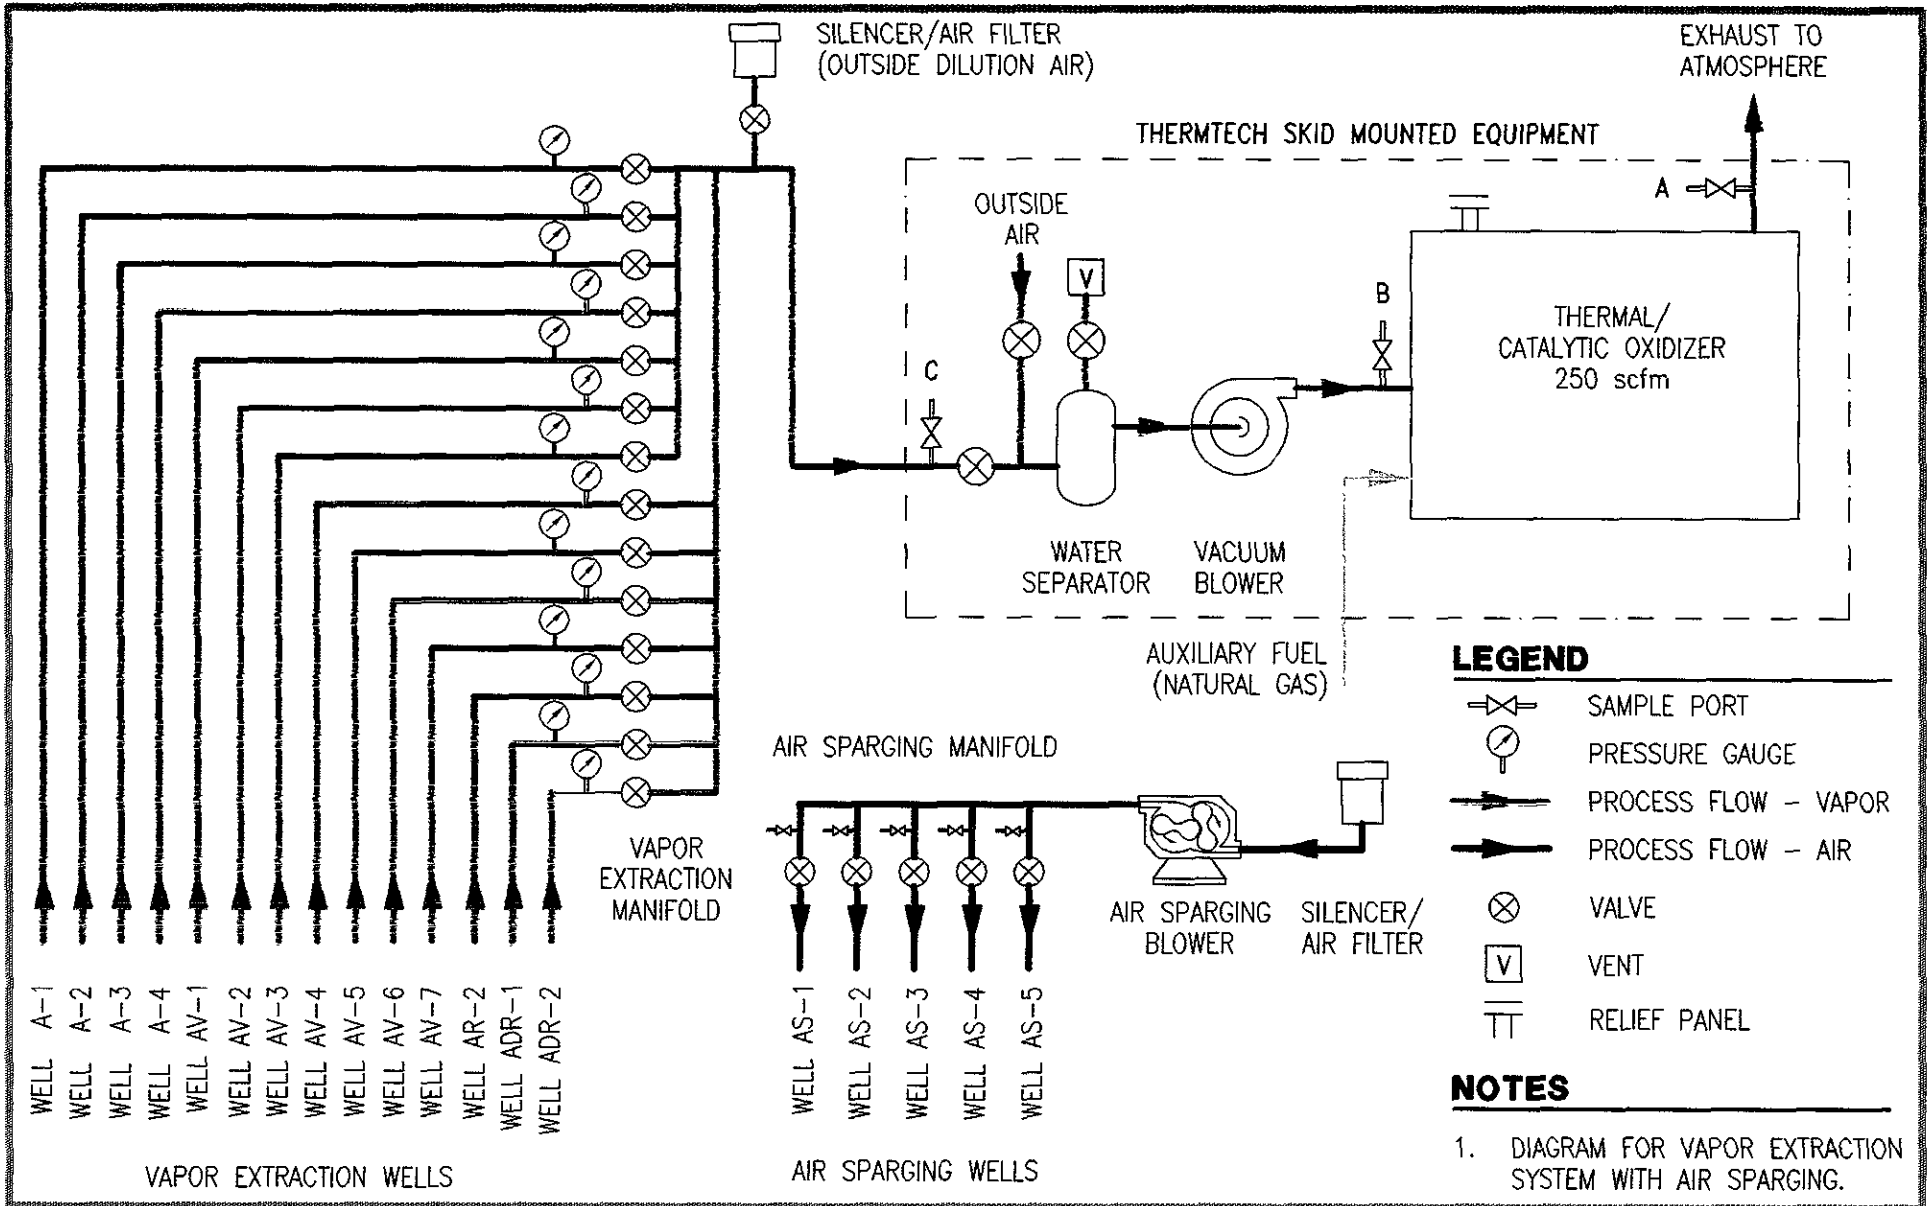 SILENCER/AIR FILTER
(OUTSIDE DILUTION AIR)
EXHAUST TO
ATMOSPHERE
THERMTECH SKID MOUNTED EQUIPMENT
A
OUTSIDE
AIR
V
B
C
THERMAL/
CATALYTIC OXIDIZER
250 scfm
WATER
SEPARATOR
VACUUM
BLOWER
AUXILIARY FUEL
(NATURAL GAS)
VAPOR
EXTRACTION
MANIFOLD
AIR SPARGING MANIFOLD
AIR SPARGING
BLOWER
SILENCER/
AIR FILTER
WELL A-1
WELL A-2
WELL A-3
WELL A-4
WELL AV-1
WELL AV-2
WELL AV-3
WELL AV-4
WELL AV-5
WELL AV-6
WELL AV-7
WELL AR-2
WELL ADR-1
WELL ADR-2
VAPOR EXTRACTION WELLS
WELL AS-1
WELL AS-2
WELL AS-3
WELL AS-4
WELL AS-5
AIR SPARGING WELLS
LEGEND
SAMPLE PORT
PRESSURE GAUGE
PROCESS FLOW - VAPOR
PROCESS FLOW - AIR
VALVE
V VENT
RELIEF PANEL
NOTES
1. DIAGRAM FOR VAPOR EXTRACTION
SYSTEM WITH AIR SPARGING.